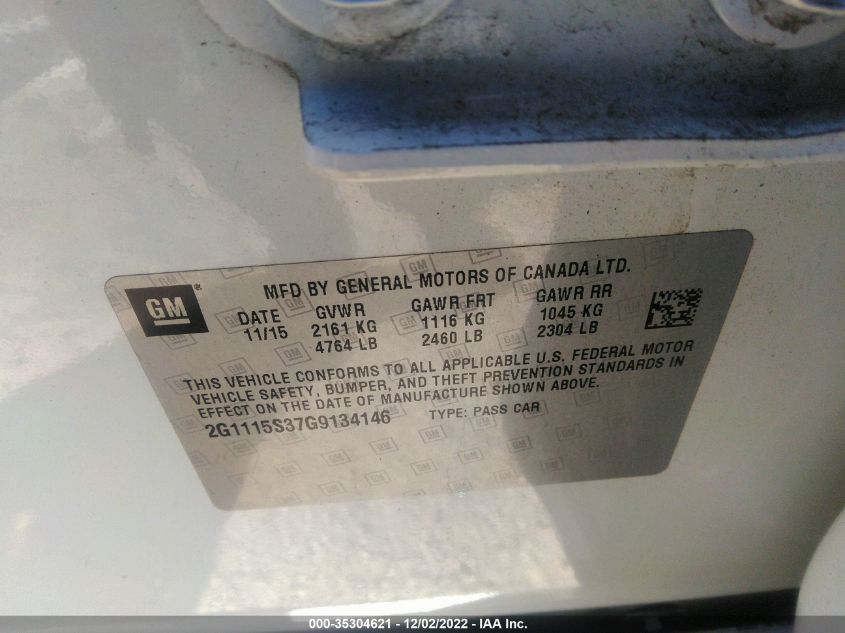 GM ®
MFD BY GENERAL MOTORS OF CANADA LTD.
DATE GVWR GAWR FRT GAWR RR
11/15 2161 KG 1116 KG 1045 KG
4764 LB 2460 LB 2304 LB
THIS VEHICLE CONFORMS TO ALL APPLICABLE U.S. FEDERAL MOTOR
VEHICLE SAFETY, BUMPER, AND THEFT PREVENTION STANDARDS IN
EFFECT ON THE DATE OF MANUFACTURE SHOWN ABOVE.
2G1115S37G9134146 TYPE: PASS CAR
000-35304621 - 12/02/2022 - IAA Inc.